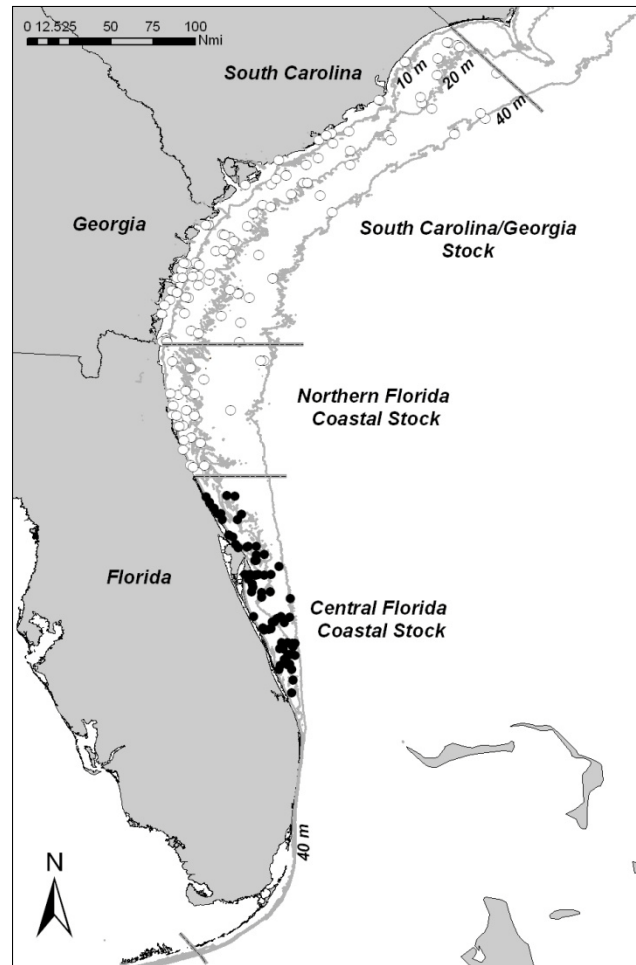 0 12.525 50 75 100
Nmi
South Carolina
10 m
20 m
40 m
Georgia
South Carolina/Georgia
Stock
Northern Florida
Coastal Stock
Florida
Central Florida
Coastal Stock
40 m
N